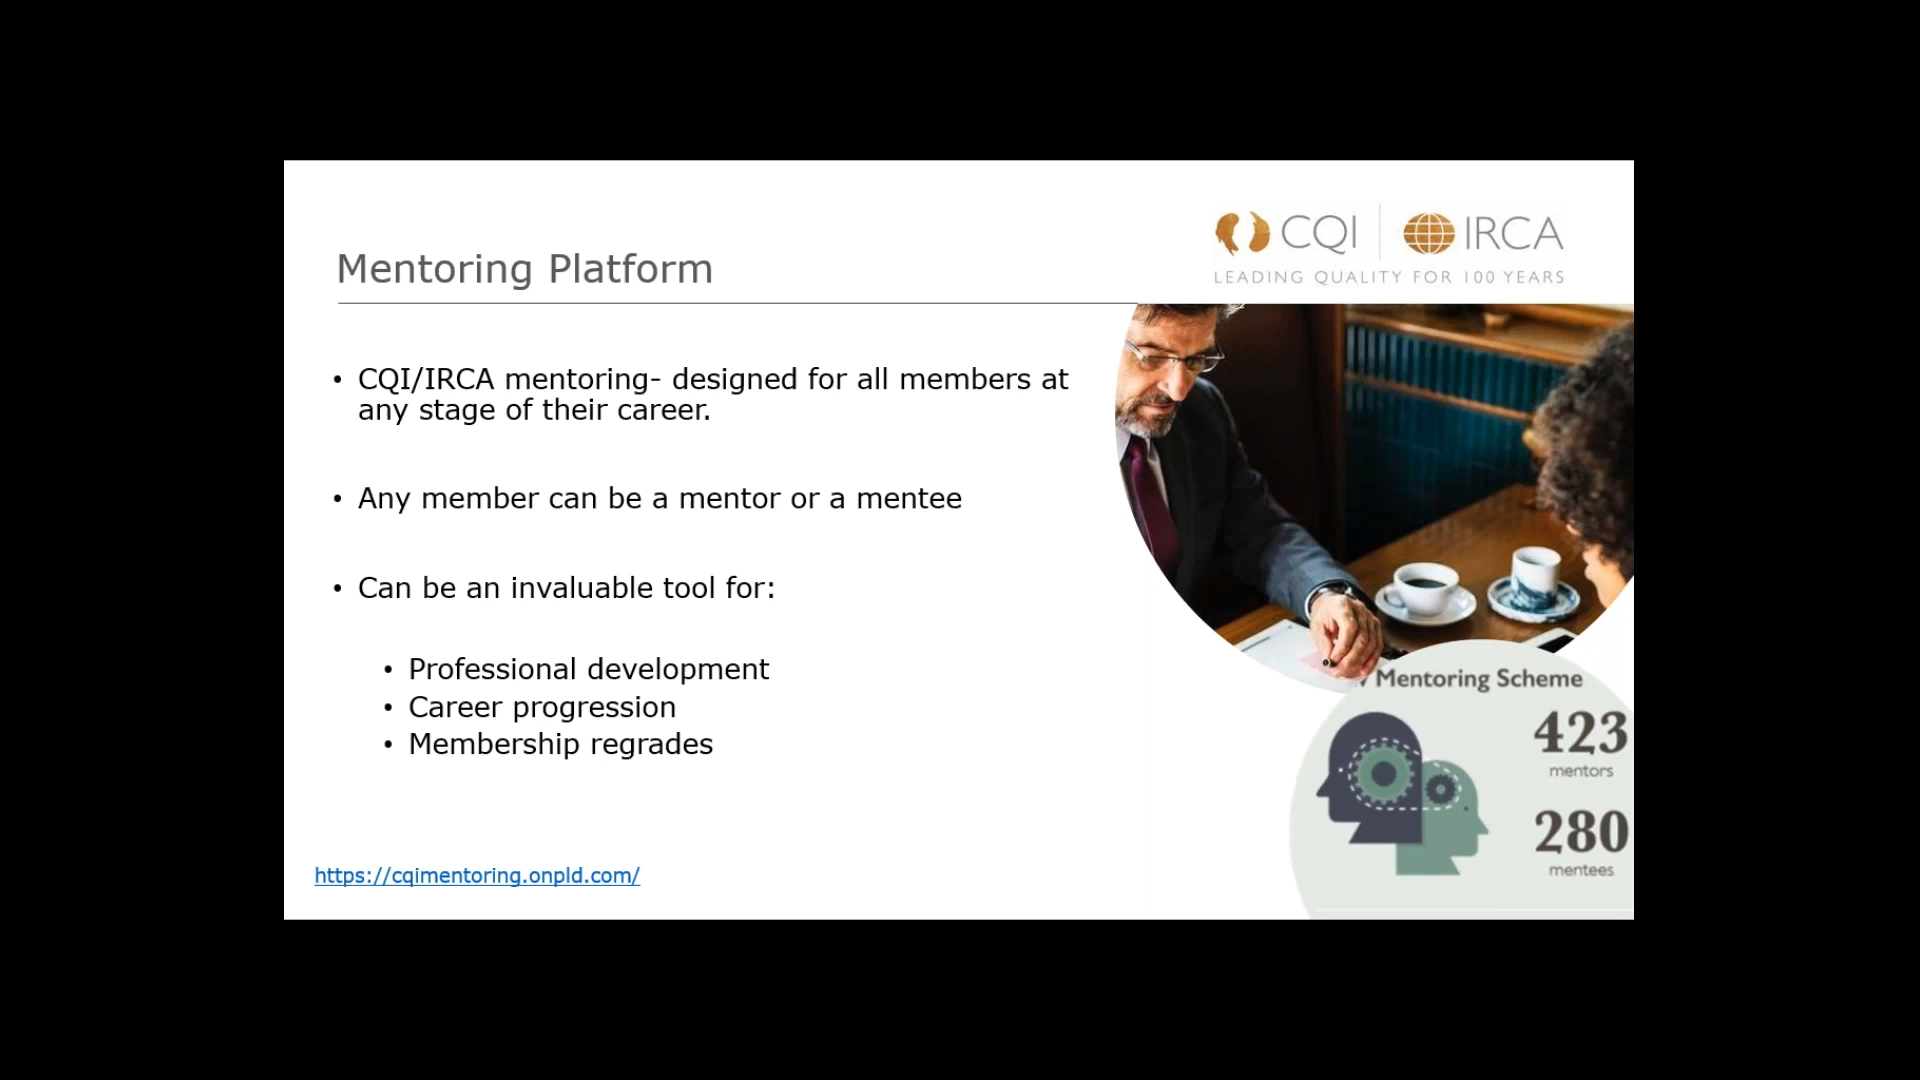 CQI IRCA
LEADING QUALITY FOR 100 YEARS
Mentoring Platform
• CQI/IRCA mentoring- designed for all members at
any stage of their career.
• Any member can be a mentor or a mentee
• Can be an invaluable tool for:
• Professional development
• Career progression
• Membership regrades
https://cqimentoring.onpld.com/
Mentoring Scheme
423
mentors
280
mentees